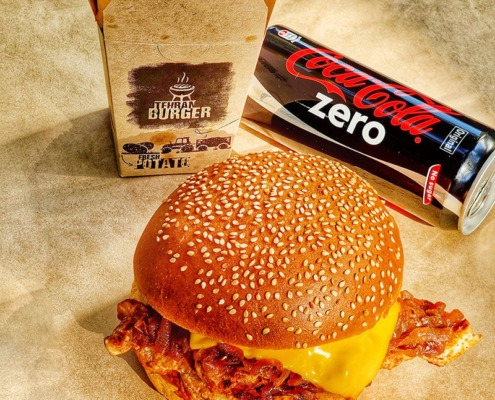 TEHRAN
BURGER
FRESH
POTATO
Coca-Cola
zero
Original
No sugar